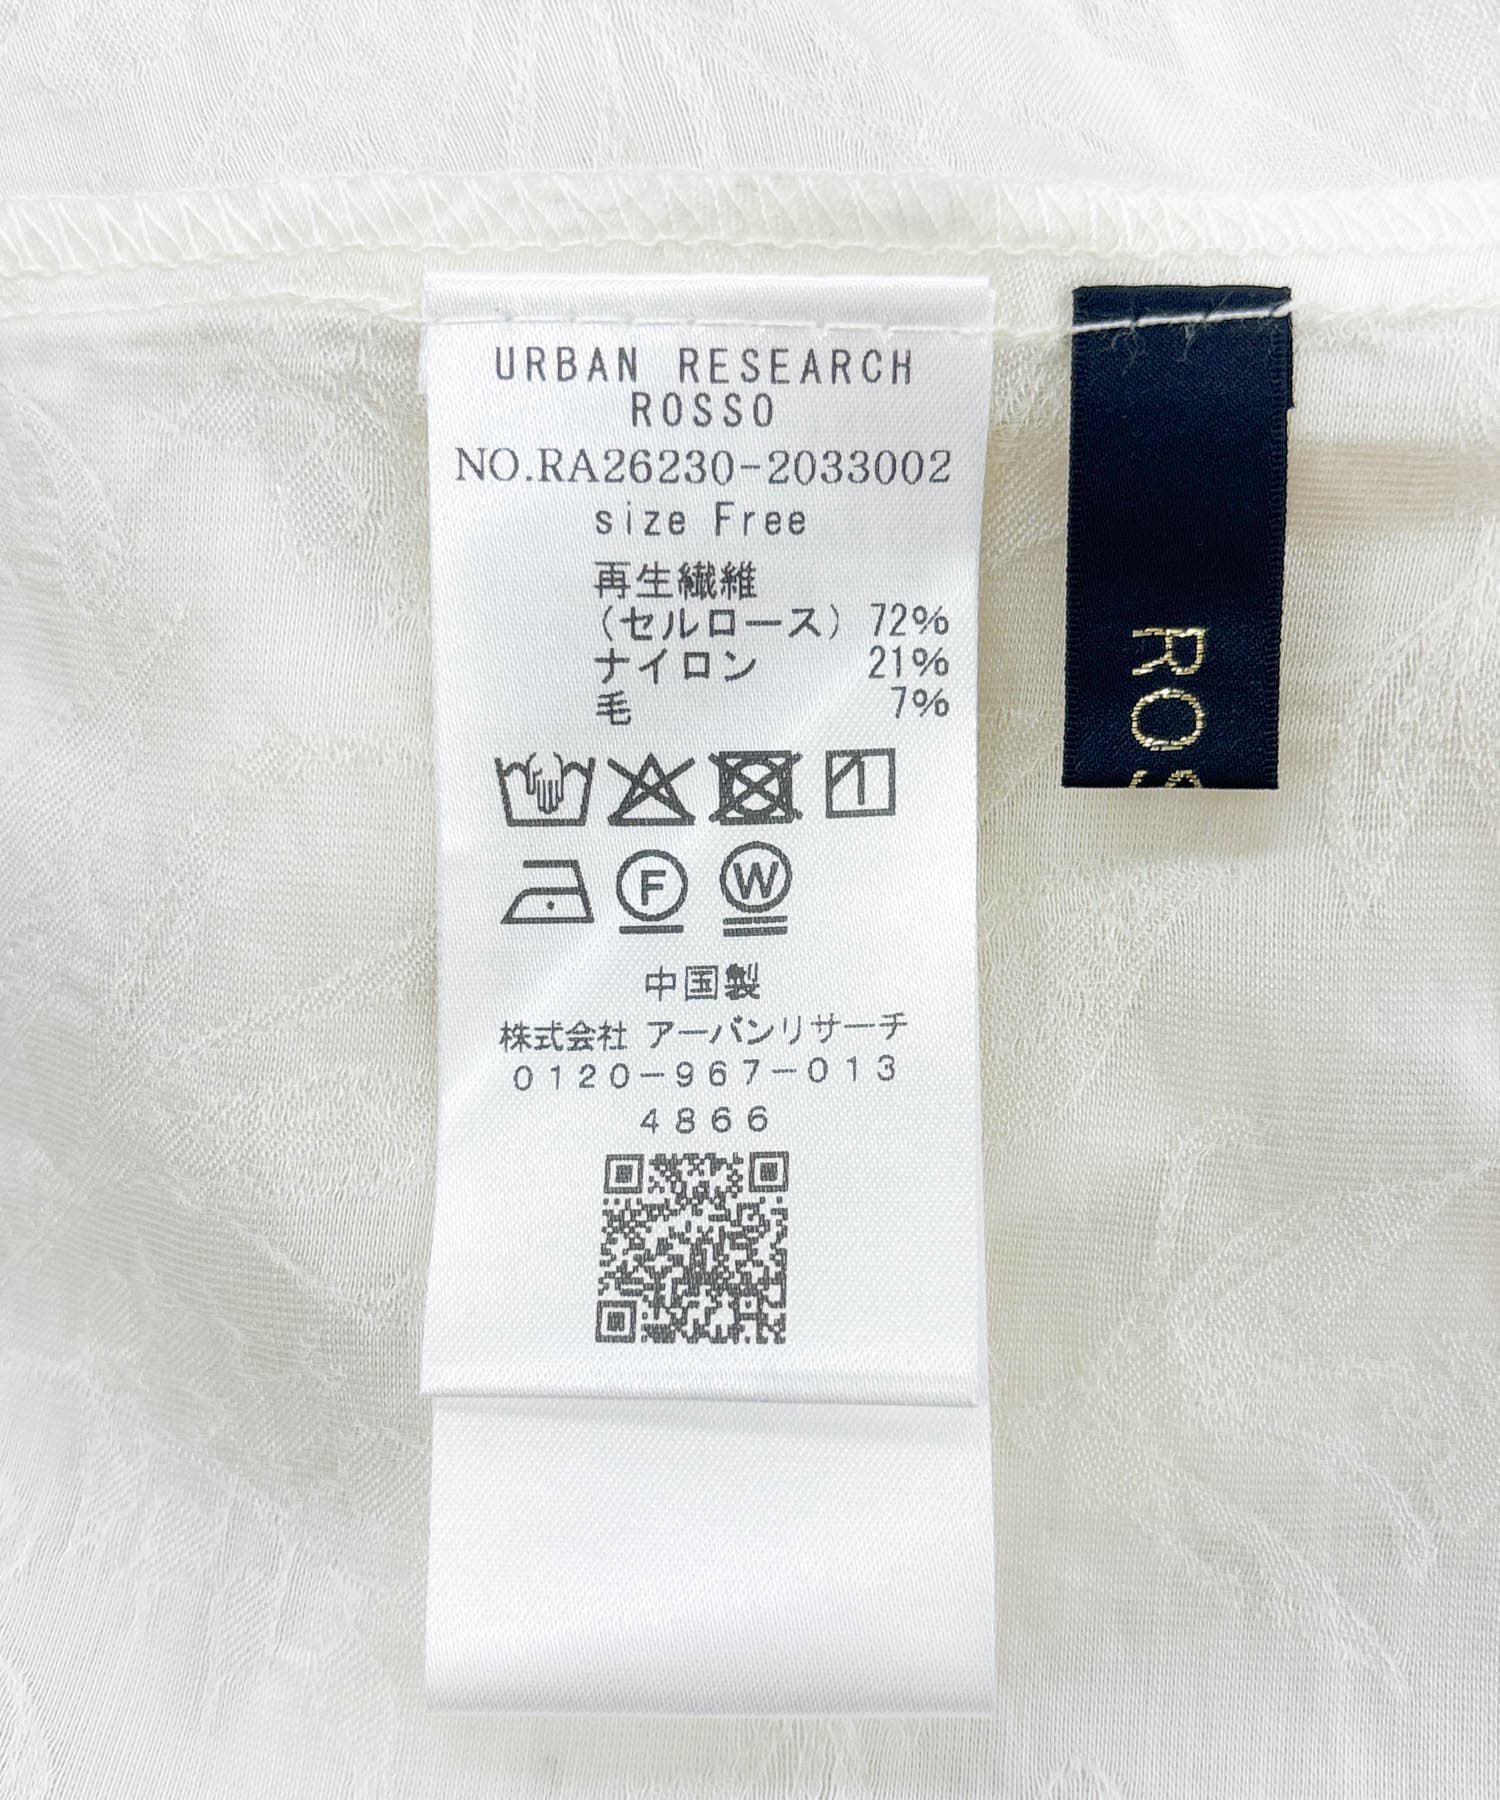 URBAN RESEARCH
ROSSO
NO.RA26230-2033002
size Free
再生繊維
(セルロース) 72%
ナイロン 21%
毛 7%
F W
中国製
株式会社 アーバンリサーチ
0120-967-013
4866
ROS